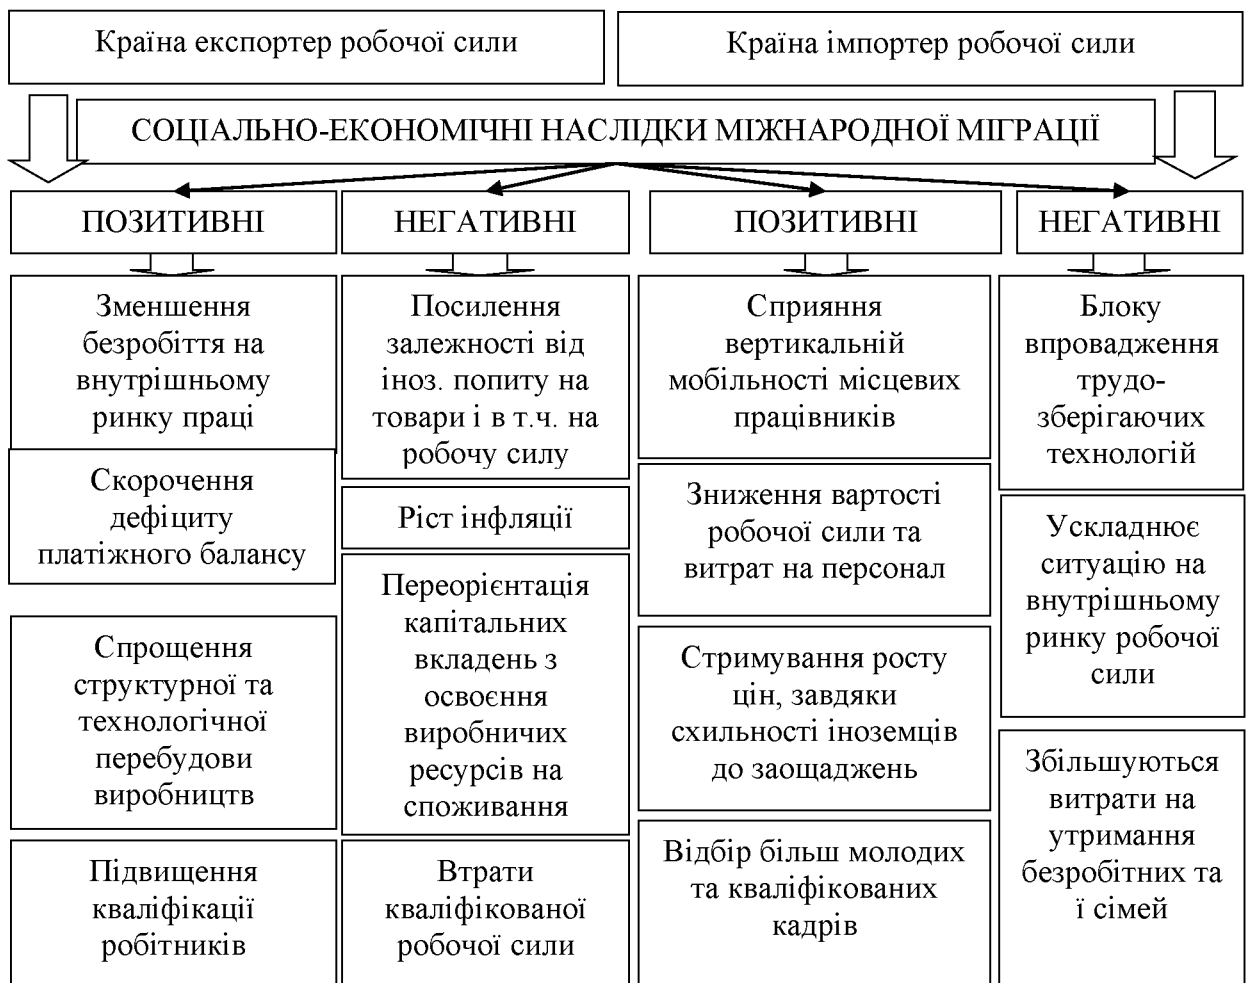 Країна експортер робочої сили
Країна імпортер робочої сили
СОЦІАЛЬНО-ЕКОНОМІЧНІ НАСЛІДКИ МІЖНАРОДНОЇ МІГРАЦІЇ
ПОЗИТИВНІ
НЕГАТИВНІ
ПОЗИТИВНІ
НЕГАТИВНІ
Зменшення
безробіття на
внутрішньому
ринку праці
Скорочення
дефіциту
платіжного балансу
Спрощення
структурної та
технологічної
перебудови
виробництв
Підвищення
кваліфікації
робітників
Посилення
залежності від
іноз. попиту на
товари і в т.ч. на
робочу силу
Ріст інфляції
Переорієнтація
капітальних
вкладень з
освоєння
виробничих
ресурсів на
споживання
Втрати
кваліфікованої
робочої сили
Сприяння
вертикальній
мобільності місцевих
працівників
Зниження вартості
робочої сили та
витрат на персонал
Стримування росту
цін, завдяки
схильності іноземців
до заощаджень
Відбір більш молодих
та кваліфікованих
кадрів
Блоку
впровадження
трудо-
зберігаючих
технологій
Ускладнює
ситуацію на
внутрішньому
ринку робочої
сили
Збільшуються
витрати на
утримання
безробітних та
ї сімей